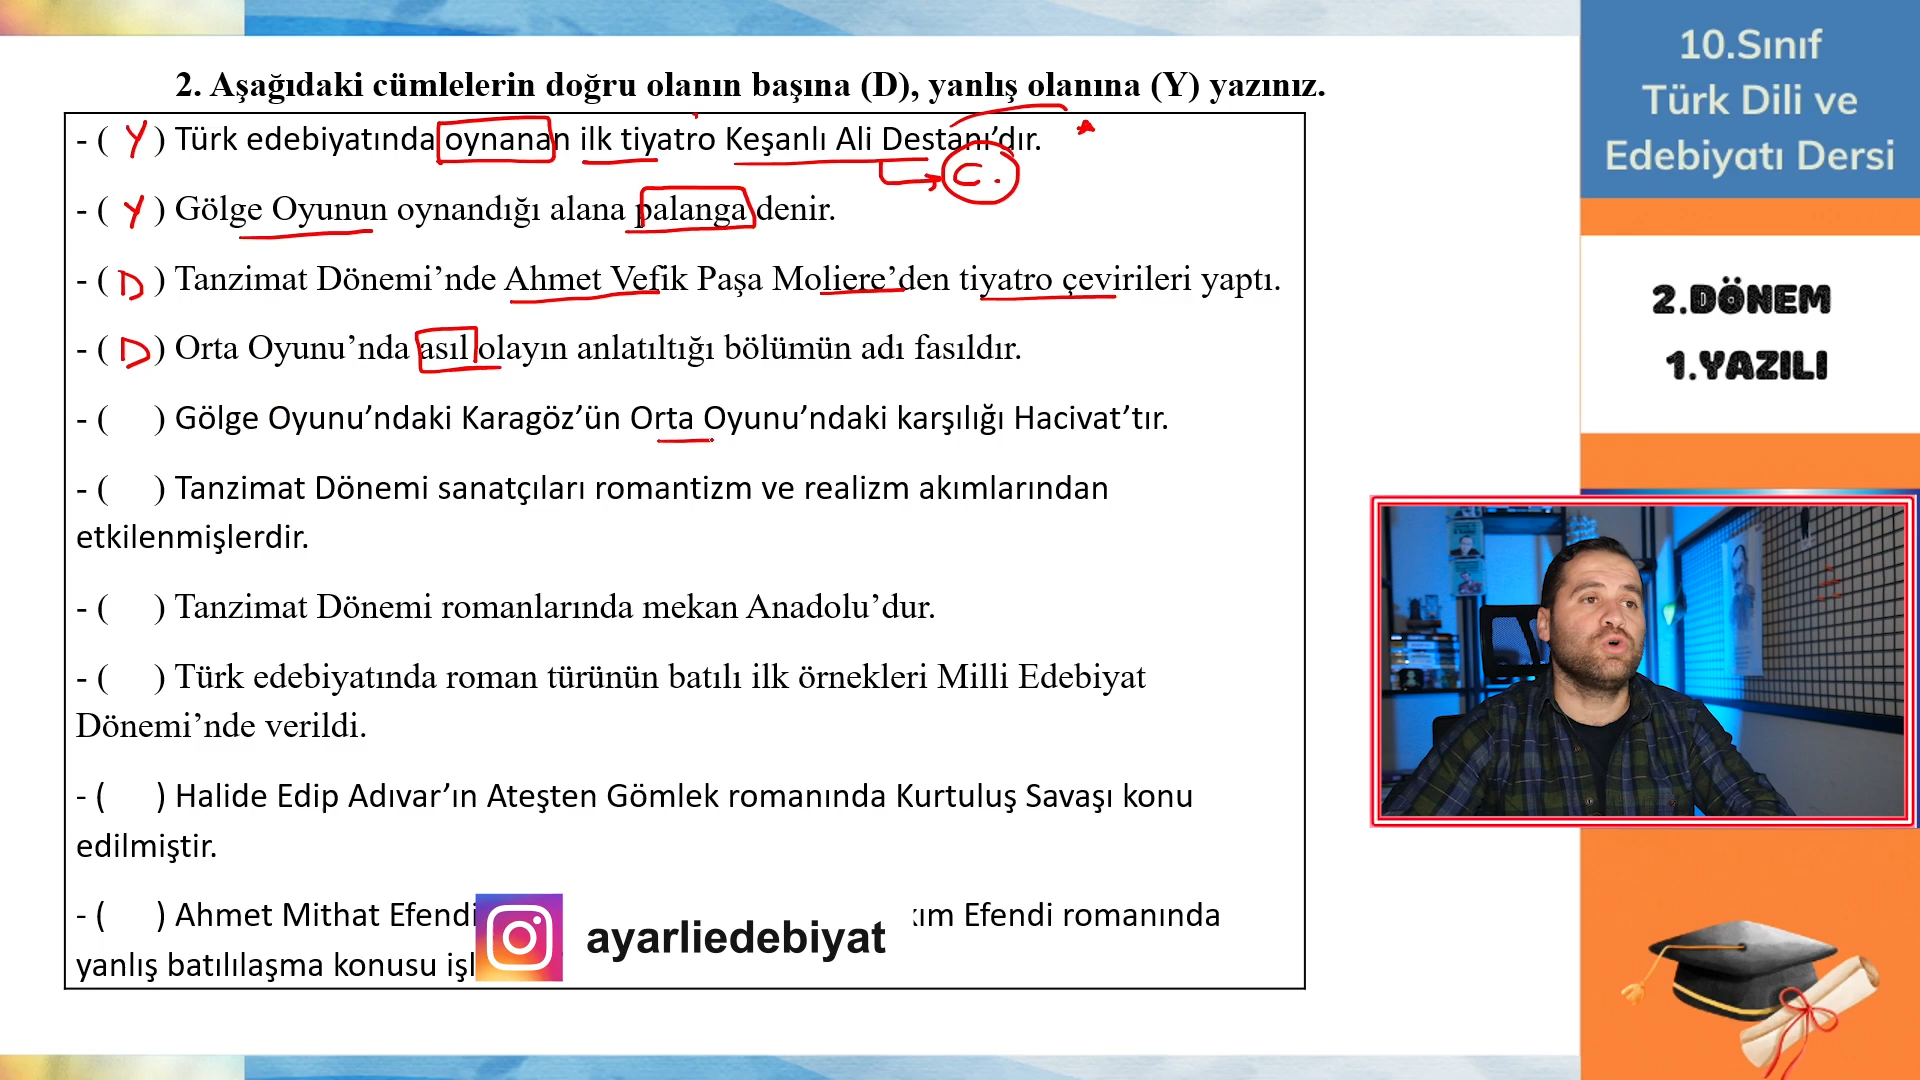 10.Sınıf
Türk Dili ve
Edebiyatı Dersi
2.DÖNEM
1.YAZILI
2. Aşağıdaki cümlelerin doğru olanın başına (D), yanlış olanına (Y) yazınız.
- ( Y ) Türk edebiyatında oynanan ilk tiyatro Keşanlı Ali Destanı’dır.
C.
- ( Y ) Gölge Oyunun oynandığı alana palanga denir.
- ( D ) Tanzimat Dönemi’nde Ahmet Vefik Paşa Moliere’den tiyatro çevirileri yaptı.
- ( D ) Orta Oyunu’nda asıl olayın anlatıltığı bölümün adı fasıldır.
- ( ) Gölge Oyunu’ndaki Karagöz’ün Orta Oyunu’ndaki karşılığı Hacivat’tır.
- ( ) Tanzimat Dönemi sanatçıları romantizm ve realizm akımlarından
etkilenmişlerdir.
- ( ) Tanzimat Dönemi romanlarında mekan Anadolu’dur.
- ( ) Türk edebiyatında roman türünün batılı ilk örnekleri Milli Edebiyat
Dönemi’nde verildi.
- ( ) Halide Edip Adıvar’ın Ateşten Gömlek romanında Kurtuluş Savaşı konu
edilmiştir.
- ( ) Ahmet Mithat Efendi Efendi romanında
yanlış batılılaşma konusu
ayarliedebiyat